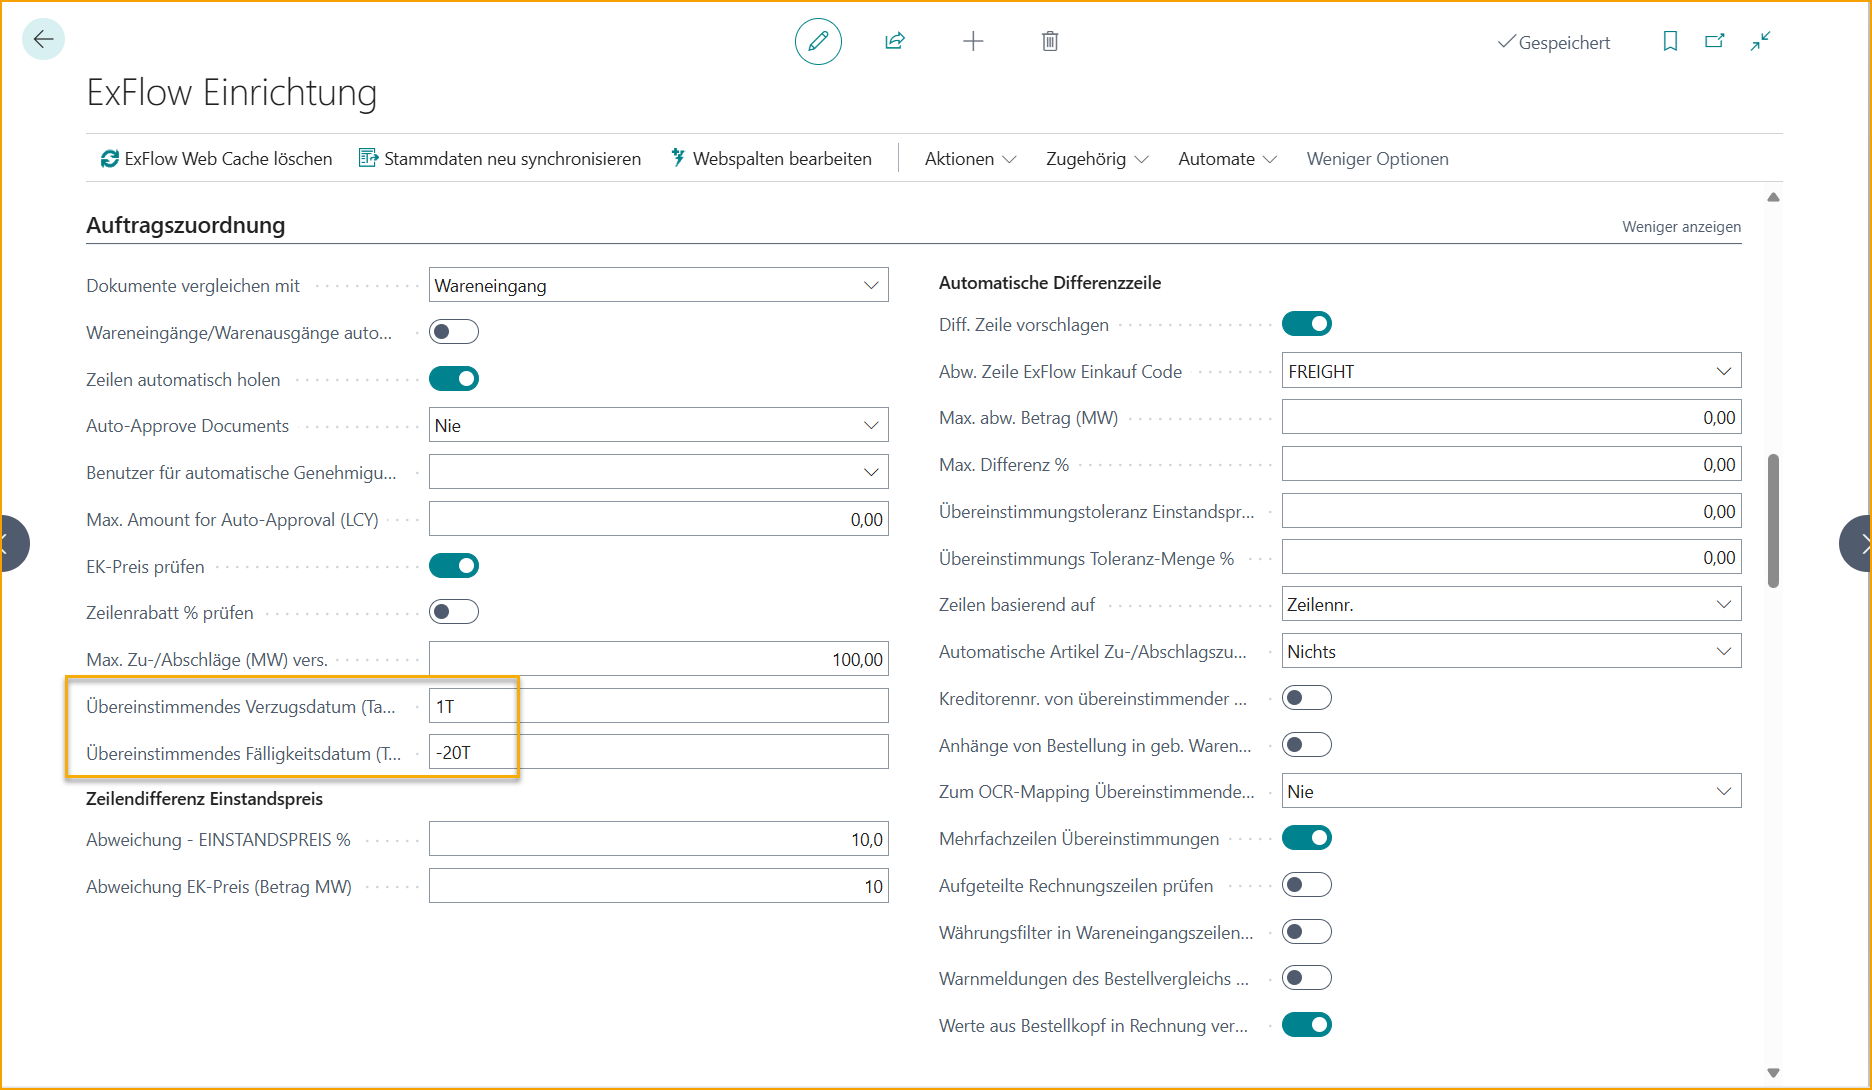 Gespeichert
ExFlow Einrichtung
ExFlow Web Cache löschen
Stammdaten neu synchronisieren
Webspalten bearbeiten
Aktionen
Zugehörig
Automate
Weniger Optionen
Auftragszuordnung
Weniger anzeigen
Dokumente vergleichen mit
Wareneingang
Wareneingänge/Warenausgänge auto...
Zeilen automatisch holen
Auto-Approve Documents
Nie
Benutzer für automatische Genehmigu...
Max. Amount for Auto-Approval (LCY)
0,00
EK-Preis prüfen
Zeilenrabatt % prüfen
Max. Zu-/Abschläge (MW) vers.
100,00
Übereinstimmendes Verzugsdatum (Ta...
1T
Übereinstimmendes Fälligkeitsdatum (T...
-20T
Zeilendifferenz Einstandspreis
Abweichung - EINSTANDSPREIS %
10,0
Abweichung EK-Preis (Betrag MW)
10
Automatische Differenzzeile
Diff. Zeile vorschlagen
Abw. Zeile ExFlow Einkauf Code
FREIGHT
Max. abw. Betrag (MW)
0,00
Max. Differenz %
0,00
Übereinstimmungstoleranz Einstandspr...
0,00
Übereinstimmungs Toleranz-Menge %
0,00
Zeilen basierend auf
Zeilennr.
Automatische Artikel Zu-/Abschlagszu...
Nichts
Kreditorennr. von übereinstimmender ...
Anhänge von Bestellung in geb. Waren...
Zum OCR-Mapping Übereinstimmende...
Nie
Mehrfachzeilen Übereinstimmungen
Aufgeteilte Rechnungszeilen prüfen
Währungsfilter in Wareneingangszeilen...
Warnmeldungen des Bestellvergleichs ...
Werte aus Bestellkopf in Rechnung ver...